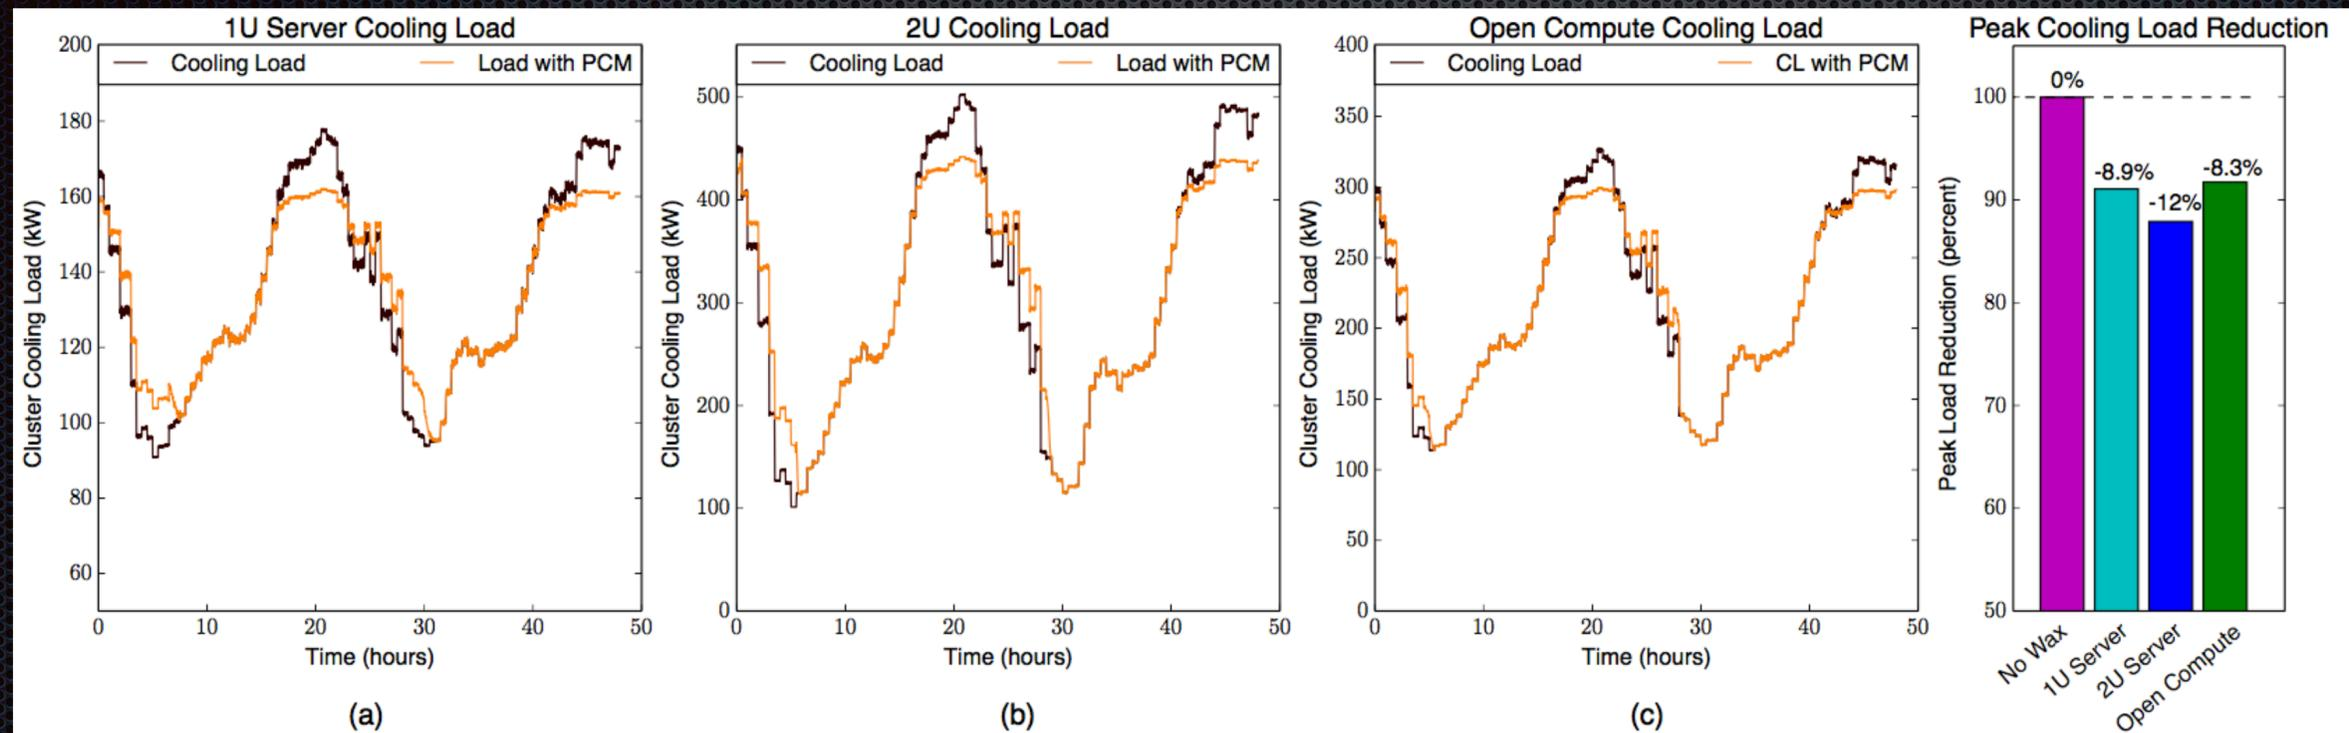 1U Server Cooling Load
Cooling Load
Load with PCM
200
180
160
140
120
100
80
60
Cluster Cooling Load (kW)
0 10 20 30 40 50
Time (hours)
(a)
2U Cooling Load
Cooling Load
Load with PCM
500
400
300
200
100
0
Cluster Cooling Load (kW)
0 10 20 30 40 50
Time (hours)
(b)
Open Compute Cooling Load
Cooling Load
CL with PCM
400
350
300
250
200
150
100
50
0
Cluster Cooling Load (kW)
0 10 20 30 40 50
Time (hours)
(c)
Peak Cooling Load Reduction
0%
-8.9%
-12%
-8.3%
100
90
80
70
60
50
Peak Load Reduction (percent)
No Wax
1U Server
2U Server
Open Compute